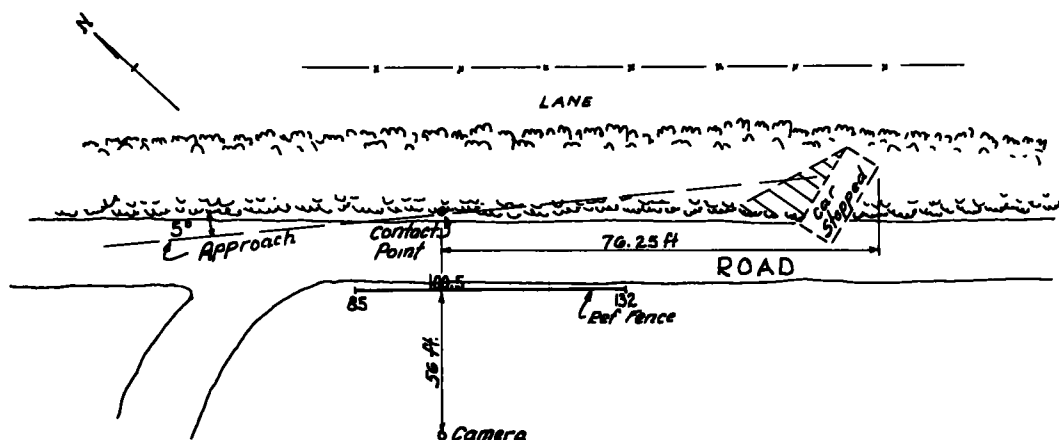 N
LANE
5°
Approach
Contact
Point
76.25 ft
Car
Stopped
ROAD
100.5
85
132
Ref Fence
56 ft.
Camera